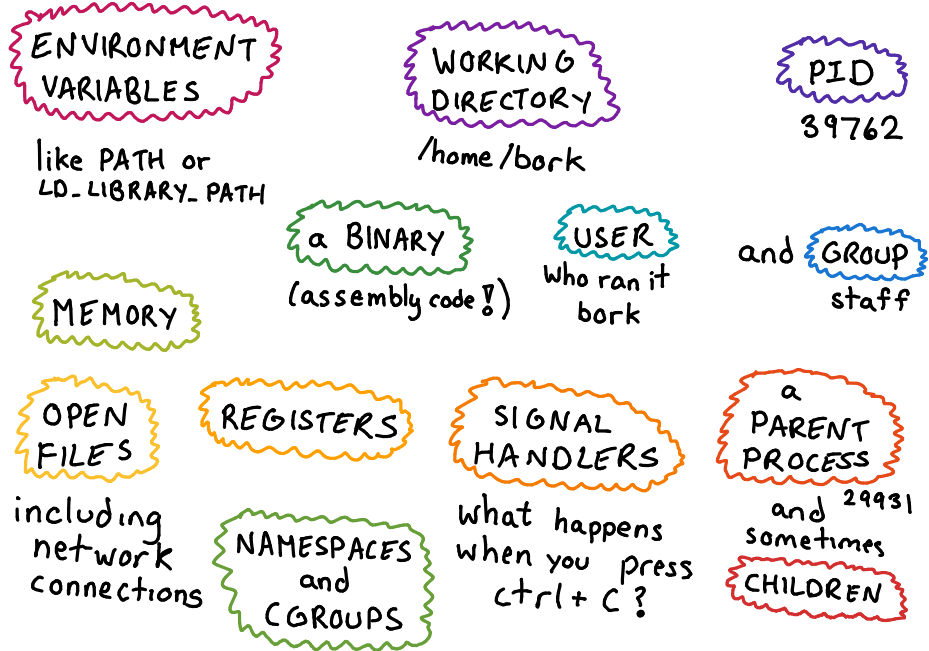 ENVIRONMENT
VARIABLES
like PATH or
LD_LIBRARY_PATH
WORKING
DIRECTORY
/home/bork
PID
39762
a BINARY
(assembly code!)
USER
who ran it
bork
and GROUP
staff
MEMORY
OPEN
FILES
including
network
connections
REGISTERS
NAMESPACES
and
CGROUPS
SIGNAL
HANDLERS
what happens
when you press
ctrl+C?
a
PARENT
PROCESS
29931
and
sometimes
CHILDREN